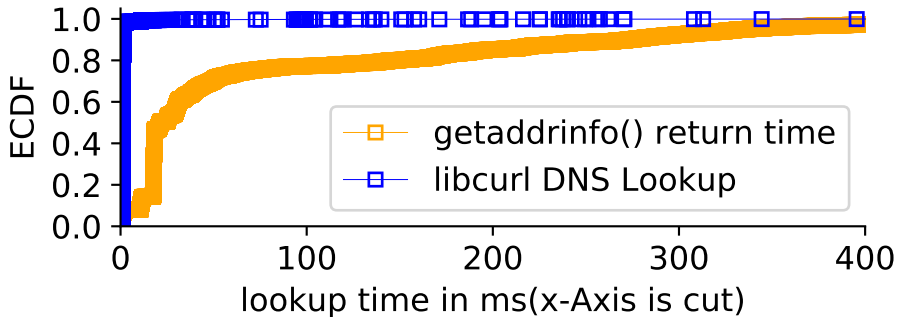 1.0
0.8
0.6
0.4
0.2
0.0
ECDF
getaddrinfo() return time
libcurl DNS Lookup
0 100 200 300 400
lookup time in ms(x-Axis is cut)